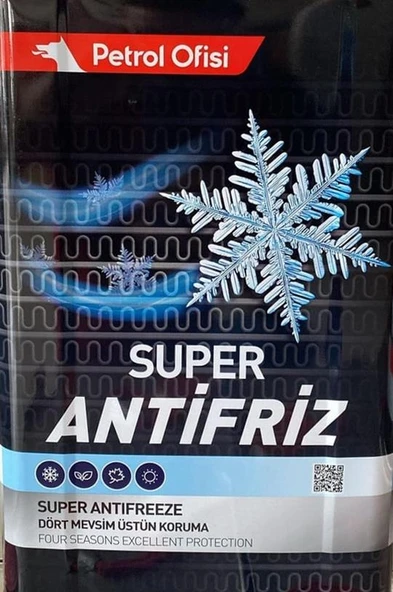 Petrol Ofisi
SUPER
ANTİFRİZ
SUPER ANTIFREEZE
DÖRT MEVSİM ÜSTÜN KORUMA
FOUR SEASONS EXCELLENT PROTECTION